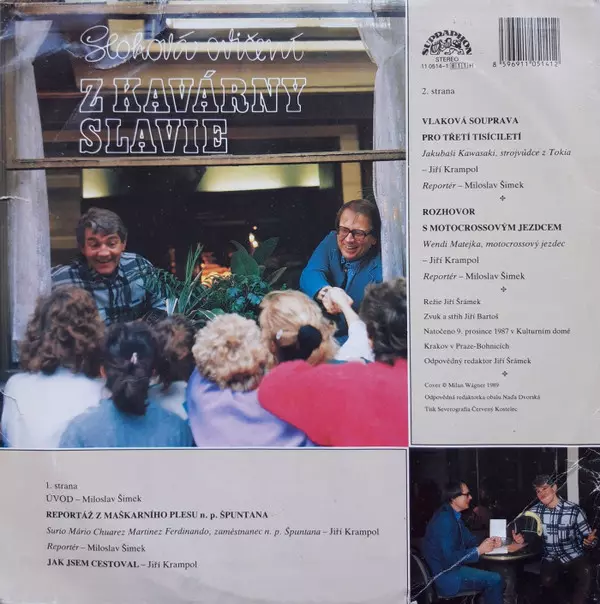 Slohová cvičení
Z KAVÁRNY
SLAVIE
SUPRAPHON
STEREO
11 0514-1
8 596911 051412
2. strana
VLAKOVÁ SOUPRAVA
PRO TŘETÍ TISÍCILETÍ
Jakubaši Kawasaki, strojvůdce z Tokia
– Jiří Krampol
Reportér – Miloslav Šimek
ROZHOVOR
S MOTOCROSSOVÝM JEZDCEM
Wendi Matejka, motocrossový jezdec
– Jiří Krampol
Reportér – Miloslav Šimek
Režie Jiří Šrámek
Zvuk a střih Jiří Bartoš
Natočeno 9. prosince 1987 v Kulturním domě
Krakov v Praze-Bohnicích
Odpovědný redaktor Jiří Šrámek
Cover © Milan Wágner 1989
Odpovědná redaktorka obalu Naďa Dvorská
Tisk Severografia Červený Kostelec
1. strana
ÚVOD – Miloslav Šimek
REPORTÁŽ Z MAŠKARNÍHO PLESU n. p. ŠPUNTANA
Surio Mário Chuarez Martinez Ferdinando, zaměstnanec n. p. Špuntana – Jiří Krampol
Reportér – Miloslav Šimek
JAK JSEM CESTOVAL – Jiří Krampol